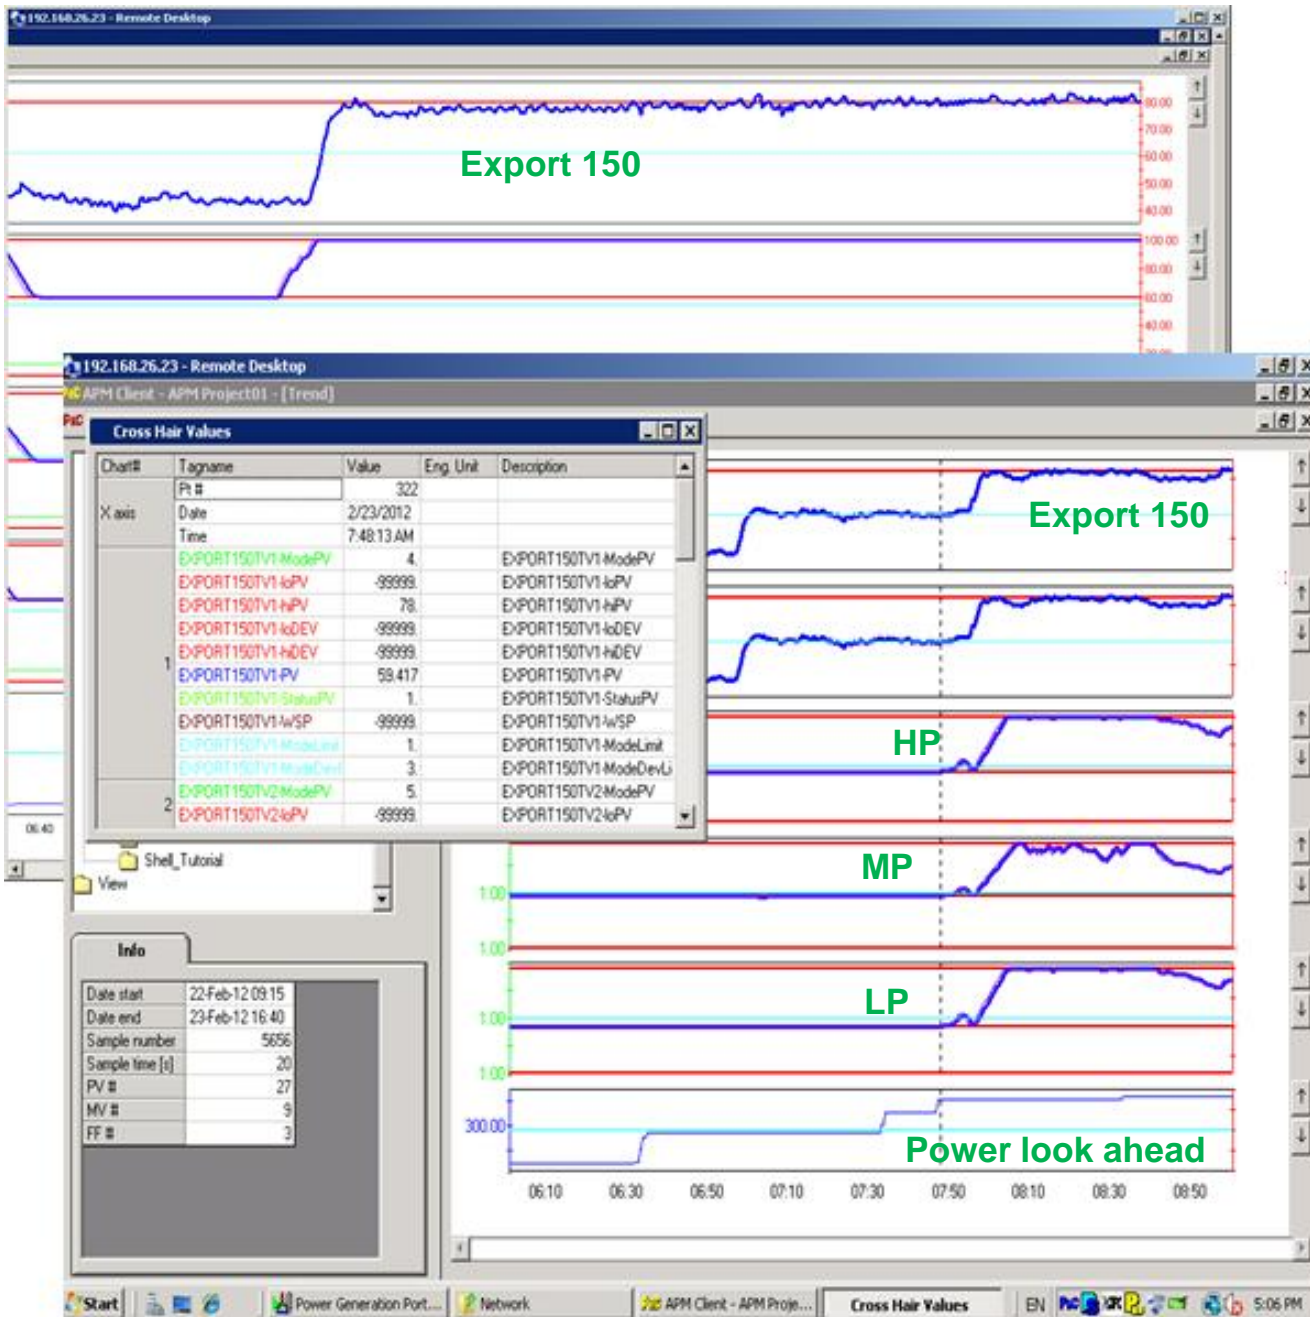 192.168.26.23 - Remote Desktop
80.00
70.00
60.00
50.00
40.00
Export 150
100.00
80.00
60.00
40.00
192.168.26.23 - Remote Desktop
APM Client - APM Project01 - [Trend]
Cross Hair Values
Chart# Tagname Value Eng. Unit Description
Pt # 322
X axis Date 2/23/2012
Time 7:48:13 AM
EXPORT150TV1-ModePV 4. EXPORT150TV1-ModePV
EXPORT150TV1-loPV -99999. EXPORT150TV1-loPV
EXPORT150TV1-hiPV 78. EXPORT150TV1-hiPV
EXPORT150TV1-loDEV -99999. EXPORT150TV1-loDEV
EXPORT150TV1-hiDEV -99999. EXPORT150TV1-hiDEV
1 EXPORT150TV1-PV 59.417 EXPORT150TV1-PV
EXPORT150TV1-StatusPV 1. EXPORT150TV1-StatusPV
EXPORT150TV1-WSP -99999. EXPORT150TV1-WSP
EXPORT150TV1-ModeLimit 1. EXPORT150TV1-ModeLimit
3. EXPORT150TV1-ModeDevLi
2 EXPORT150TV2-ModePV 5. EXPORT150TV2-ModePV
EXPORT150TV2-loPV -99999. EXPORT150TV2-loPV
Export 150
HP
MP
LP
Power look ahead
06:40
Shell_Tutorial
View
Info
Date start 22-Feb-12 09:15
Date end 23-Feb-12 16:40
Sample number 5656
Sample time [s] 20
PV # 27
MV # 9
FF # 3
1.00
1.00
1.00
1.00
300.00
06:10 06:30 06:50 07:10 07:30 07:50 08:10 08:30 08:50
Start Power Generation Port... Network APM Client - APM Proje... Cross Hair Values EN 5:06 PM